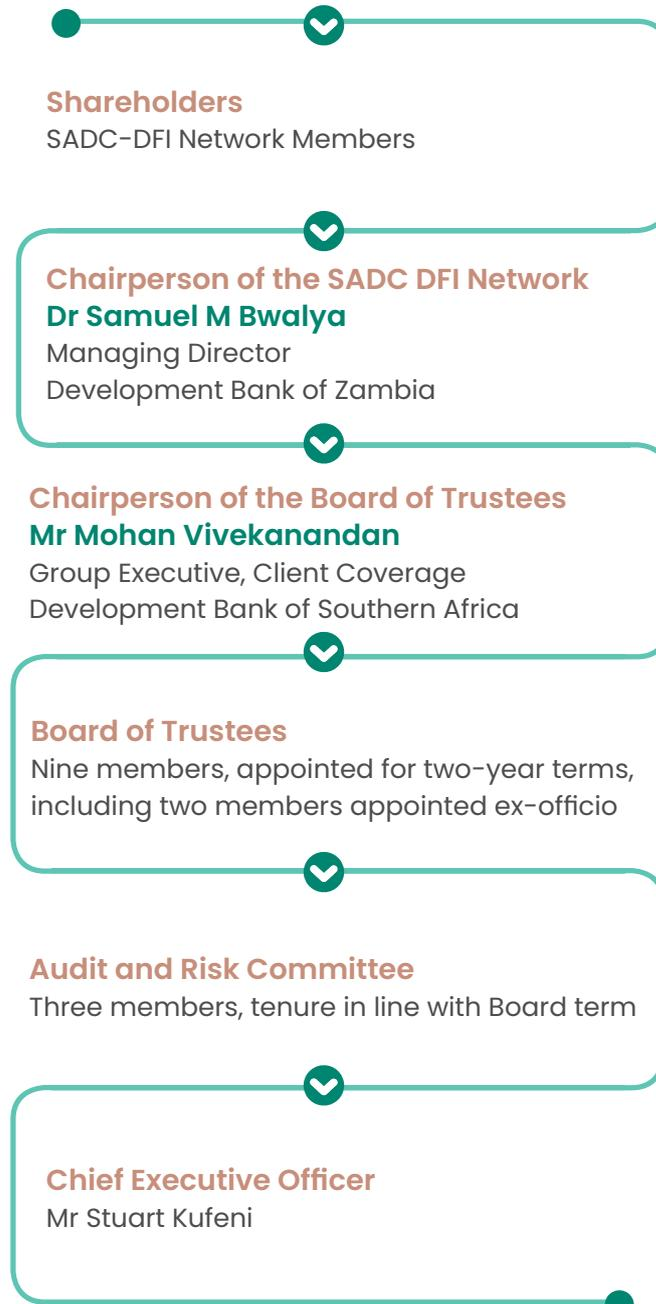 Shareholders
SADC-DFI Network Members
Chairperson of the SADC DFI Network
Dr Samuel M Bwalya
Managing Director
Development Bank of Zambia
Chairperson of the Board of Trustees
Mr Mohan Vivekanandan
Group Executive, Client Coverage
Development Bank of Southern Africa
Board of Trustees
Nine members, appointed for two-year terms,
including two members appointed ex-officio
Audit and Risk Committee
Three members, tenure in line with Board term
Chief Executive Officer
Mr Stuart Kufeni